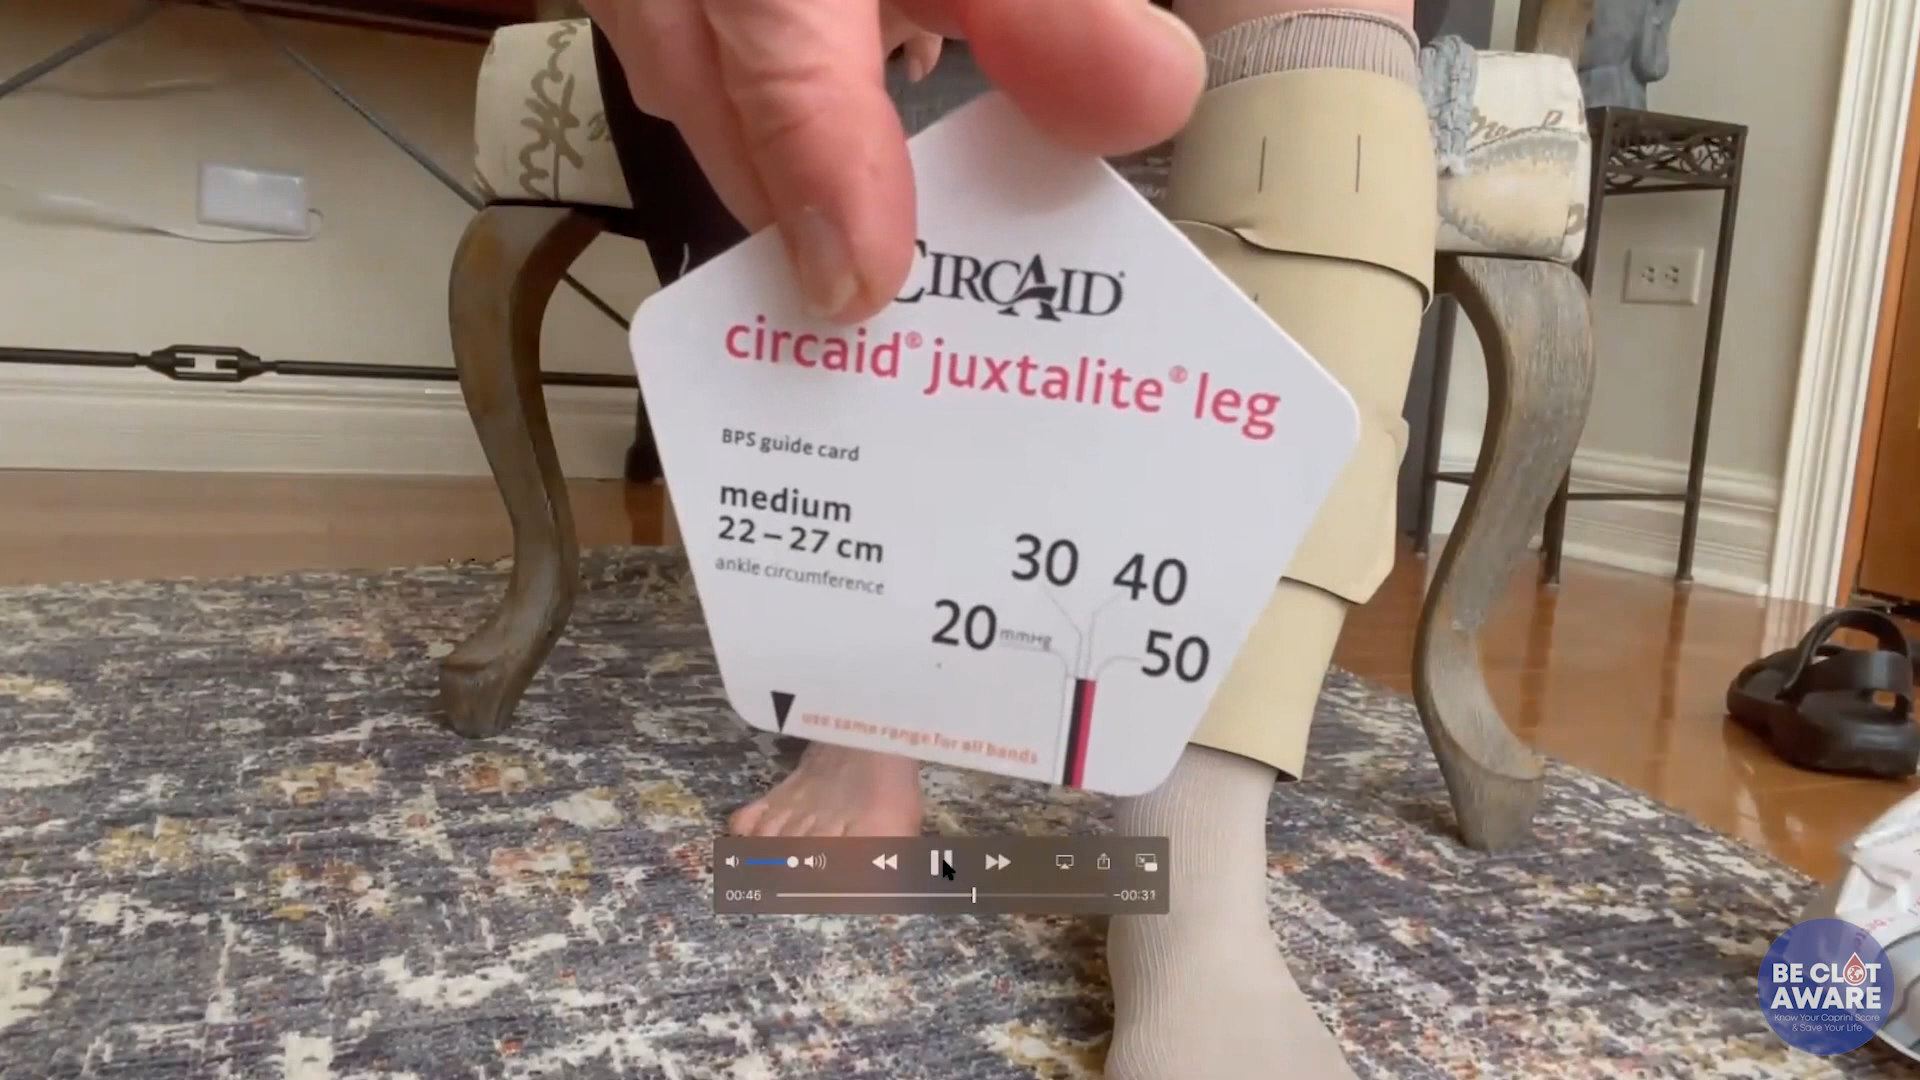 CIRCAID®
circaid® juxtalite® leg
BPS guide card
medium
22 – 27 cm
ankle circumference
30 40
20 mmHg 50
use same range for all bands
00:46
-00:31
BE CLOT
AWARE
Know Your Caprini Score
& Save Your Life